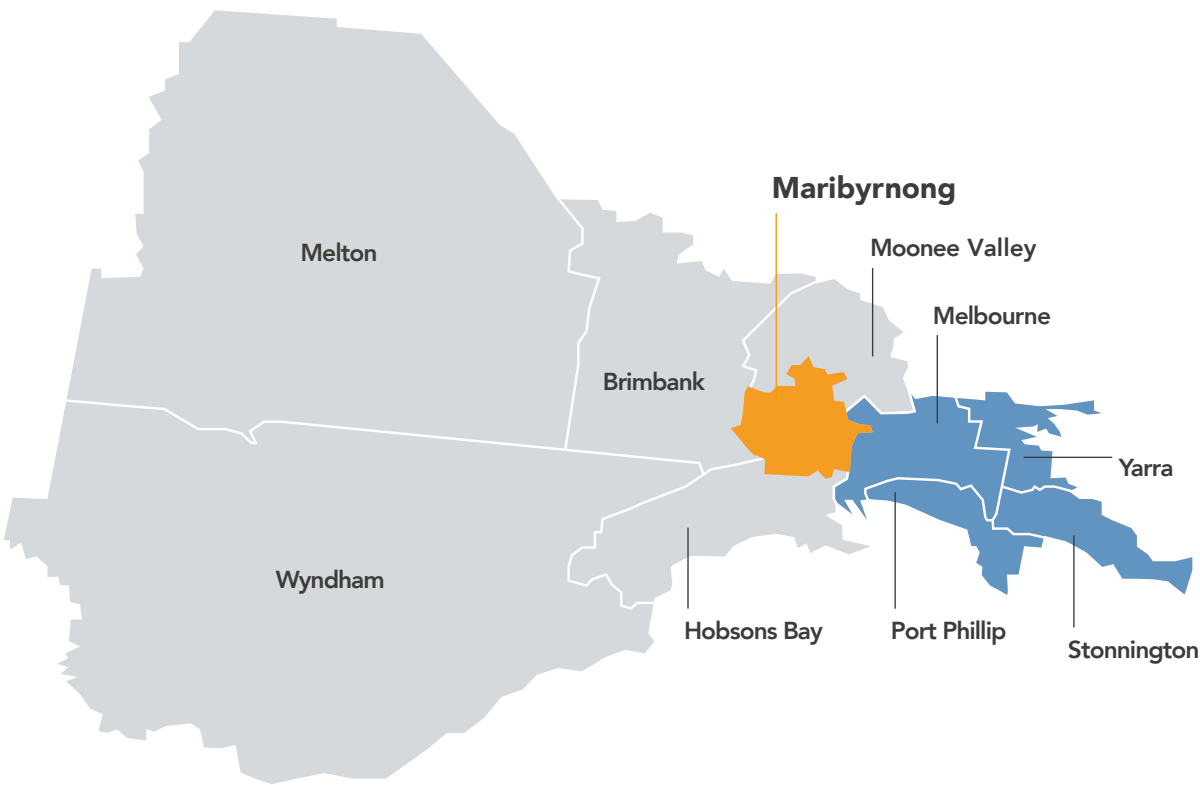 Maribyrnong
Moonee Valley
Melton
Melbourne
Brimbank
Yarra
Wyndham
Hobsons Bay
Port Phillip
Stonnington